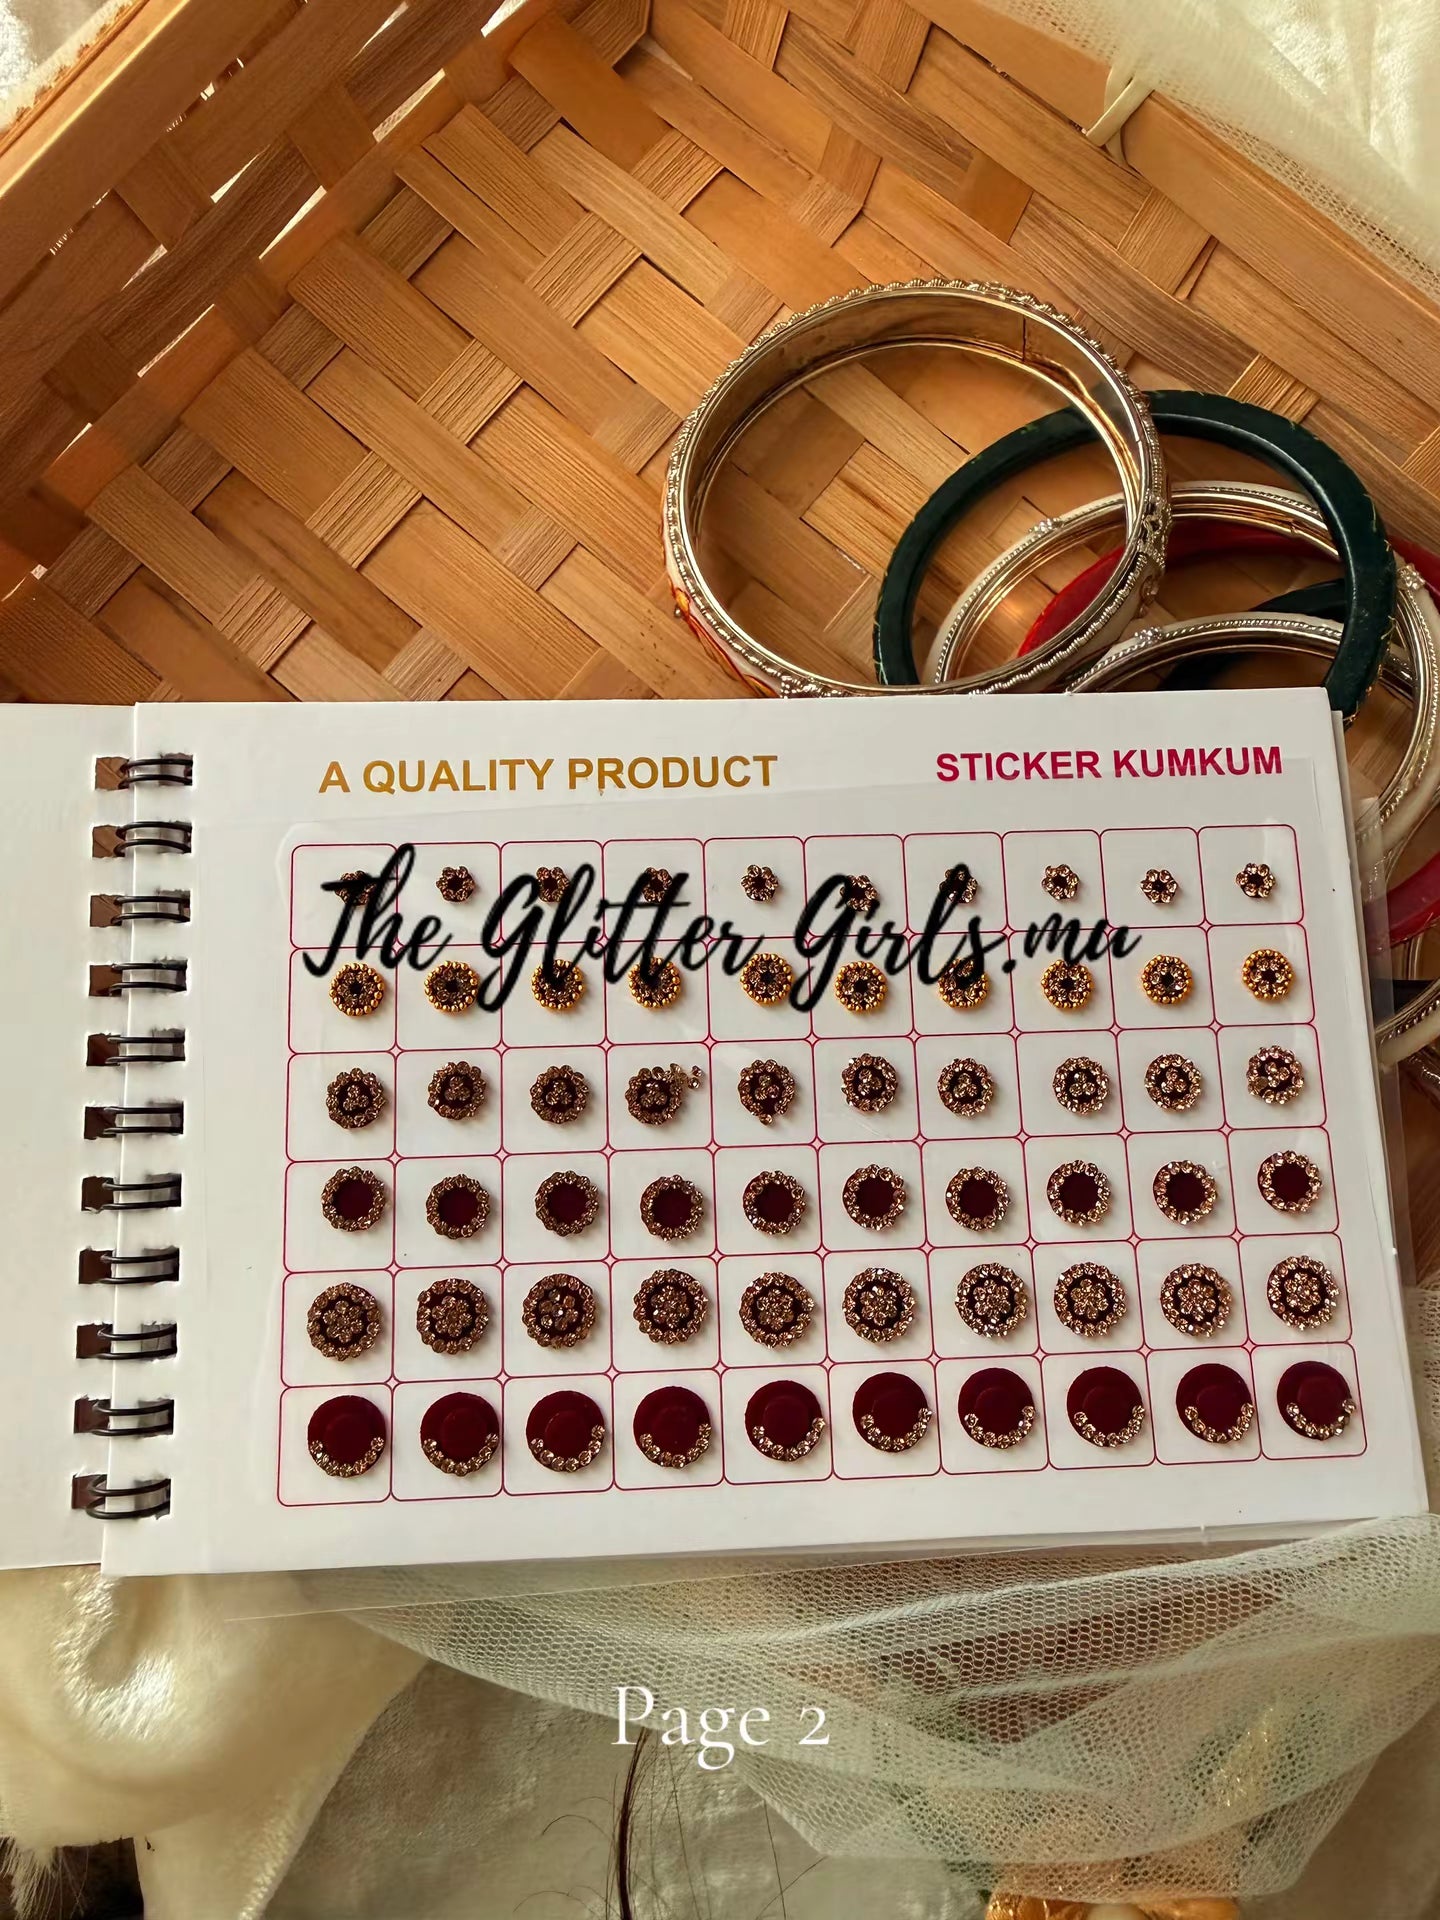 A QUALITY PRODUCT STICKER KUMKUM
The Glitter Girls.mu
Page 2